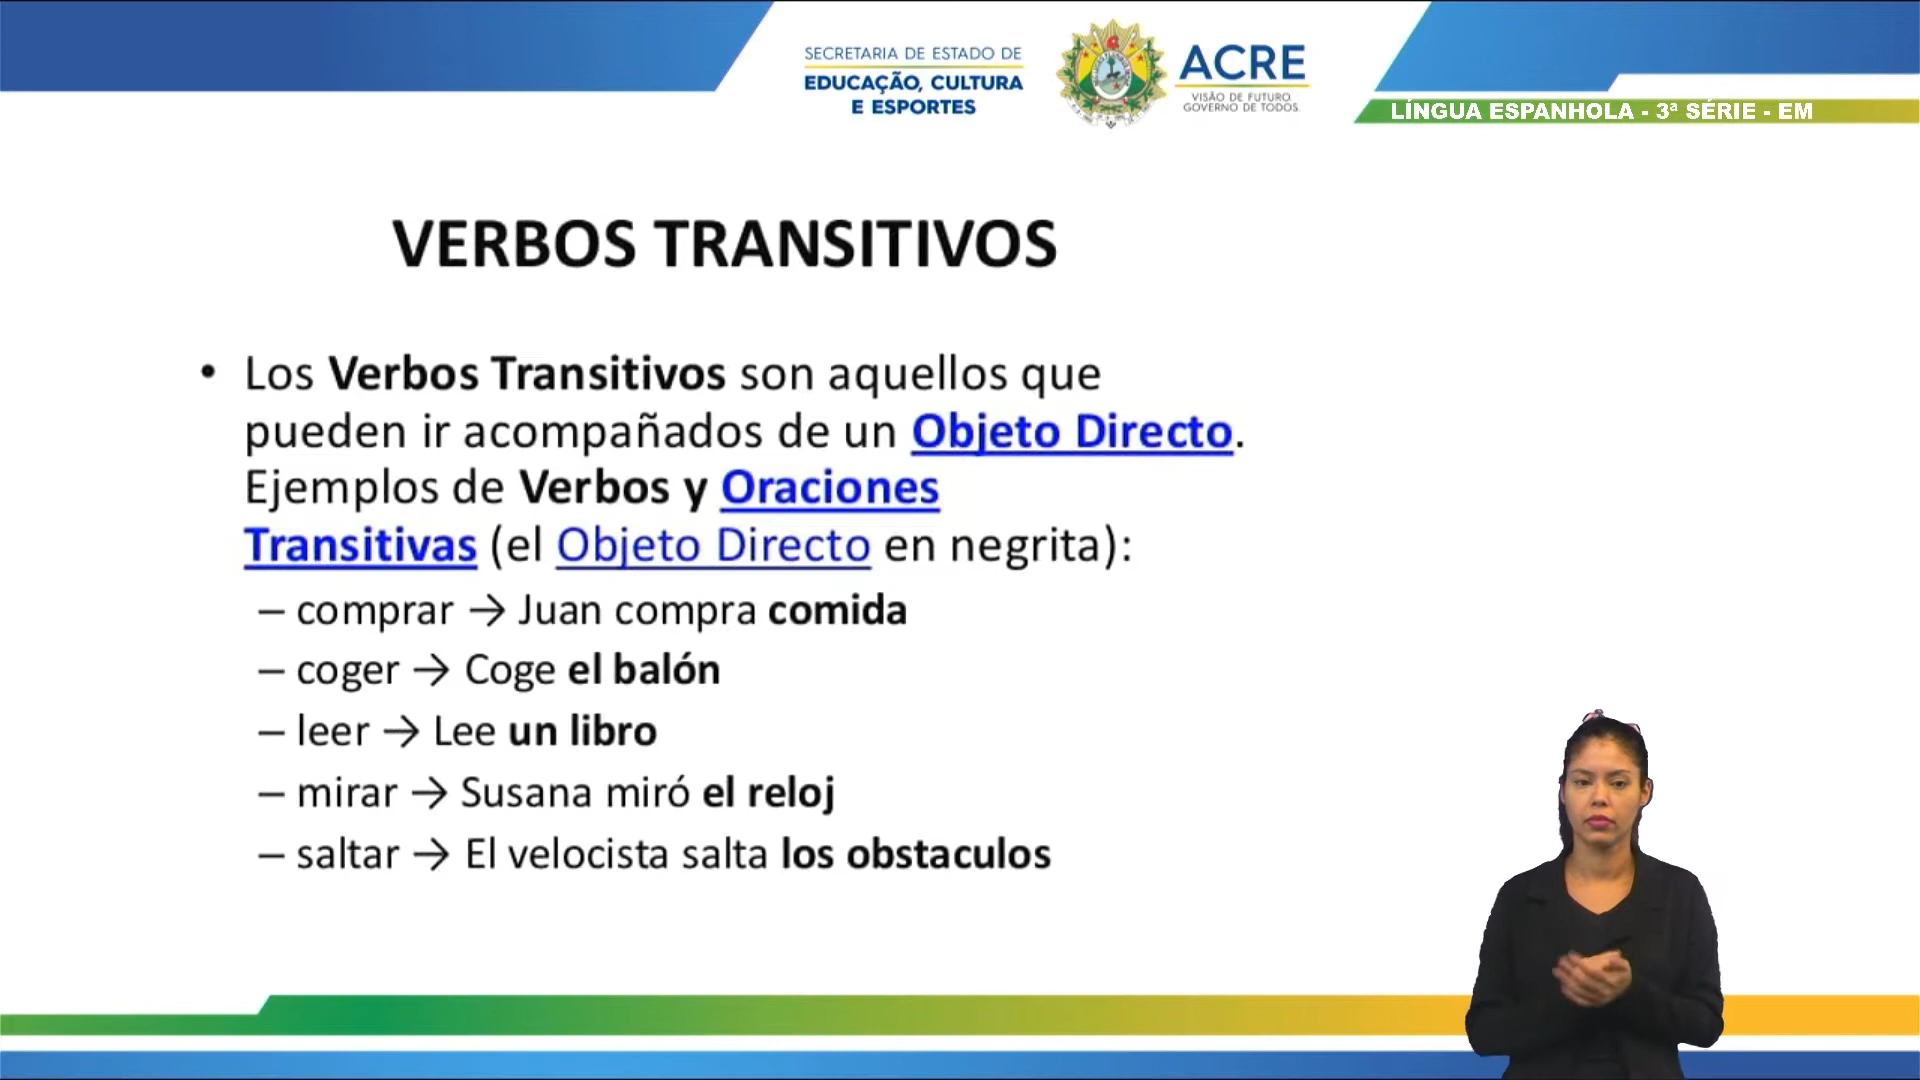 SECRETARIA DE ESTADO DE
EDUCAÇÃO, CULTURA
E ESPORTES
ACRE
VISÃO DE FUTURO.
GOVERNO DE TODOS.
LÍNGUA ESPANHOLA - 3ª SÉRIE - EM
VERBOS TRANSITIVOS
• Los Verbos Transitivos son aquellos que
pueden ir acompañados de un Objeto Directo.
Ejemplos de Verbos y Oraciones
Transitivas (el Objeto Directo en negrita):
– comprar → Juan compra comida
– coger → Coge el balón
– leer → Lee un libro
– mirar → Susana miró el reloj
– saltar → El velocista salta los obstaculos